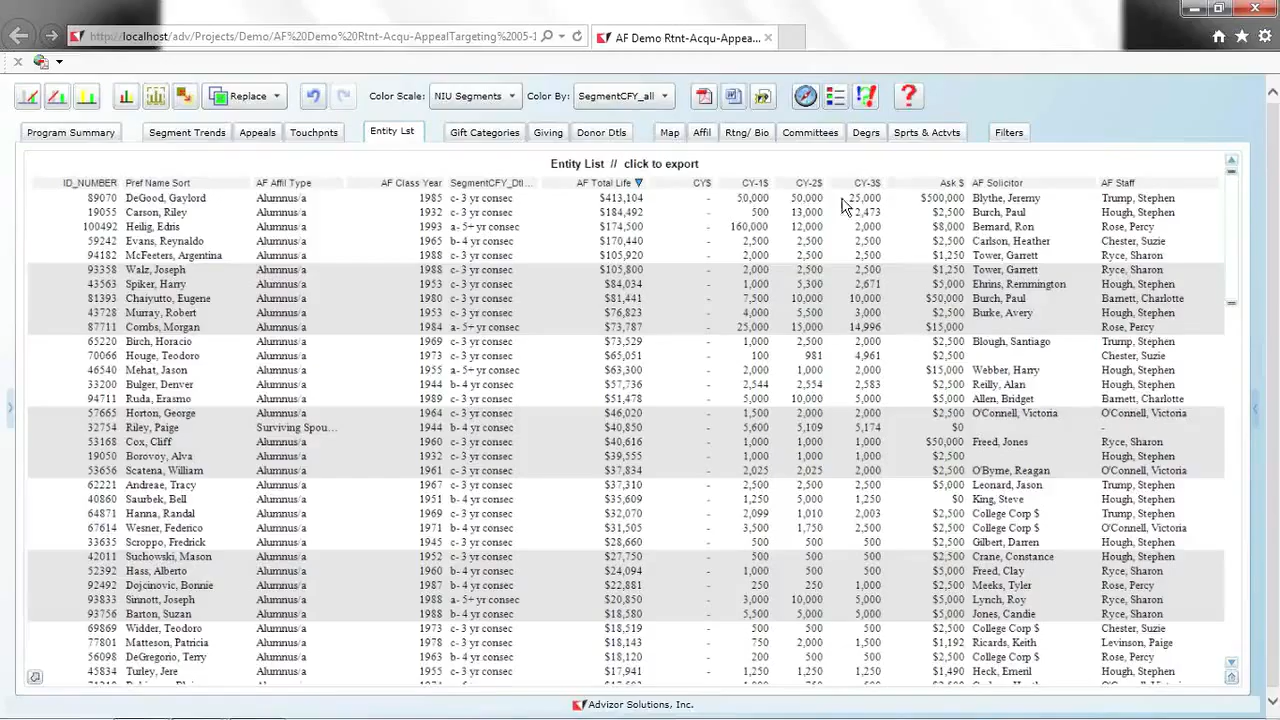 http://localhost/adv/Projects/Demo/AF%20Demo%20Rtnt-Acqu-AppealTargeting%2005-1
AF Demo Rtnt-Acqu-Appea...
Replace
Color Scale: NIU Segments
Color By: SegmentCFY_all
Program Summary Segment Trends Appeals Touchpnts Entity Lst Gift Categories Giving Donor Dtls Map Affil Rtng/ Bio Committees Degrs Sprts & Actvts Filters
Entity List // click to export
ID_NUMBER Pref Name Sort AF Affil Type AF Class Year SegmentCFY_Dtl... AF Total Life CY$ CY-1$ CY-2$ CY-3$ Ask $ AF Solicitor AF Staff
89070 DeGood, Gaylord Alumnus/a 1985 c- 3 yr consec $413,104 - 50,000 50,000 25,000 $500,000 Blythe, Jeremy Trump, Stephen
19055 Carson, Riley Alumnus/a 1932 c- 3 yr consec $184,492 - 500 13,000 2,473 $2,500 Burch, Paul Hough, Stephen
100492 Heilig, Edris Alumnus/a 1993 a- 5+ yr consec $174,500 - 160,000 12,000 2,000 $8,000 Bernard, Ron Rose, Percy
59242 Evans, Reynaldo Alumnus/a 1965 b- 4 yr consec $170,440 - 2,500 2,500 2,500 $2,500 Carlson, Heather Chester, Suzie
94182 McFeeters, Argentina Alumnus/a 1988 c- 3 yr consec $105,920 - 2,000 2,500 2,000 $1,250 Tower, Garrett Ryce, Sharon
93358 Walz, Joseph Alumnus/a 1988 c- 3 yr consec $105,800 - 2,000 2,500 2,000 $1,250 Tower, Garrett Ryce, Sharon
43563 Spiker, Harry Alumnus/a 1953 c- 3 yr consec $84,034 - 1,000 5,300 2,671 $5,000 Ehrins, Remmington Hough, Stephen
81393 Chaiyutto, Eugene Alumnus/a 1980 c- 3 yr consec $81,441 - 7,500 10,000 10,000 $50,000 Burch, Paul Barnett, Charlotte
43728 Murray, Robert Alumnus/a 1953 c- 3 yr consec $76,823 - 4,000 5,500 3,000 $5,000 Burke, Avery Hough, Stephen
87711 Combs, Morgan Alumnus/a 1984 a- 5+ yr consec $73,787 - 25,000 15,000 14,996 $15,000 Rose, Percy
65220 Birch, Horacio Alumnus/a 1969 c- 3 yr consec $73,529 - 1,000 2,500 2,000 $2,500 Blough, Santiago Trump, Stephen
70066 Houge, Teodoro Alumnus/a 1973 c- 3 yr consec $65,051 - 100 981 4,961 $2,500 Chester, Suzie
46540 Mehat, Jason Alumnus/a 1955 a- 5+ yr consec $63,300 - 2,000 1,000 2,000 $15,000 Webber, Harry Hough, Stephen
33200 Bulger, Denver Alumnus/a 1944 b- 4 yr consec $57,736 - 2,544 2,554 2,583 $2,500 Reilly, Alan Hough, Stephen
94711 Ruda, Erasmo Alumnus/a 1989 c- 3 yr consec $51,478 - 5,000 10,000 5,000 $5,000 Allen, Bridget Barnett, Charlotte
57665 Horton, George Alumnus/a 1964 c- 3 yr consec $46,020 - 1,500 2,000 2,000 $2,500 O'Connell, Victoria O'Connell, Victoria
32754 Riley, Paige Surviving Spou... 1944 b- 4 yr consec $40,850 - 5,600 5,109 5,174 $0 -
53168 Cox, Cliff Alumnus/a 1960 c- 3 yr consec $40,616 - 1,000 1,000 1,000 $50,000 Freed, Jones Ryce, Sharon
19050 Borovoy, Alva Alumnus/a 1932 c- 3 yr consec $39,555 - 1,000 1,000 1,000 $2,500 Hough, Stephen
53656 Scatena, William Alumnus/a 1961 c- 3 yr consec $37,834 - 2,025 2,025 2,025 $2,500 O'Byrne, Reagan O'Connell, Victoria
62221 Andreae, Tracy Alumnus/a 1967 c- 3 yr consec $37,310 - 2,500 2,500 2,500 $5,000 Leonard, Jason Trump, Stephen
40860 Saurbek, Bell Alumnus/a 1951 b- 4 yr consec $35,609 - 1,250 5,000 1,250 $0 King, Steve Hough, Stephen
64871 Hanna, Randal Alumnus/a 1969 c- 3 yr consec $32,070 - 2,099 1,010 2,003 $2,500 College Corp $ Trump, Stephen
67614 Wesner, Federico Alumnus/a 1971 b- 4 yr consec $31,505 - 3,500 1,750 2,500 $2,500 College Corp $ O'Connell, Victoria
33635 Scroppo, Fredrick Alumnus/a 1945 c- 3 yr consec $28,660 - 500 500 500 $2,500 Gilbert, Darren Hough, Stephen
42011 Suchowski, Mason Alumnus/a 1952 c- 3 yr consec $27,750 - 500 500 500 $2,500 Crane, Constance Hough, Stephen
52392 Hass, Alberto Alumnus/a 1960 b- 4 yr consec $24,094 - 1,000 500 500 $5,000 Freed, Clay Ryce, Sharon
92492 Dojcinovic, Bonnie Alumnus/a 1987 b- 4 yr consec $22,881 - 250 250 1,000 $5,000 Meeks, Tyler Rose, Percy
93833 Sinnott, Joseph Alumnus/a 1988 a- 5+ yr consec $20,850 - 3,000 10,000 5,000 $5,000 Lynch, Roy Ryce, Sharon
93756 Barton, Suzan Alumnus/a 1988 b- 4 yr consec $18,580 - 5,500 5,000 1,000 $5,000 Jones, Candie Ryce, Sharon
69869 Widder, Teodoro Alumnus/a 1973 c- 3 yr consec $18,519 - 500 500 500 $2,500 College Corp $ Chester, Suzie
77801 Matteson, Patricia Alumnus/a 1978 c- 3 yr consec $18,143 - 750 2,000 1,500 $1,192 Ricards, Keith Levinson, Paige
56098 DeGregorio, Terry Alumnus/a 1963 b- 4 yr consec $18,120 - 200 500 500 $2,500 College Corp $ Rose, Percy
45834 Turley, Jere Alumnus/a 1954 c- 3 yr consec $17,941 - 1,250 1,250 1,250 $1,490 Heck, Emeril Hough, Stephen
Advizor Solutions, Inc.